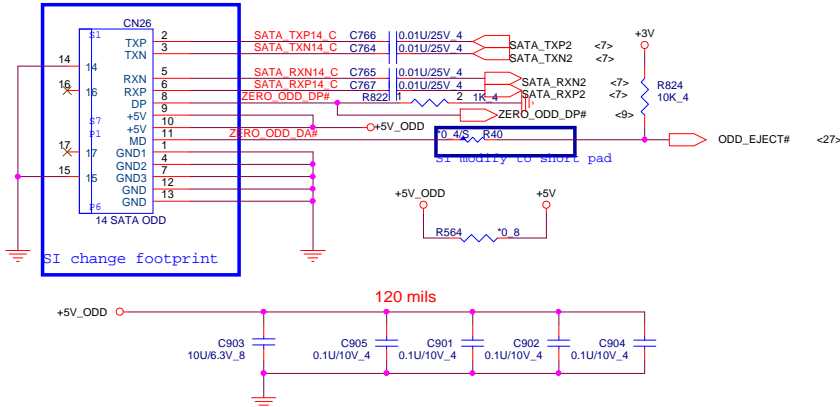 CN26
S1
TXP 2 SATA_TXP14_C C766 0.01U/25V_4 SATA_TXP2 <7>
TXN 3 SATA_TXN14_C C764 0.01U/25V_4 SATA_TXN2 <7>
+3V
14 14
RXN 5 SATA_RXN14_C C765 0.01U/25V_4 SATA_RXN2 <7>
16 16 RXP 6 SATA_RXP14_C C767 0.01U/25V_4 SATA_RXP2 <7>
R824
10K_4
DP 8 ZERO_ODD_DP# R822 1 2 1K_4
+5V 9 ZERO_ODD_DP# <9>
S7 +5V 10 +5V_ODD
P1 MD 11 ZERO_ODD_DA# *0_4/S R40 ODD_EJECT# <27>
17 17 GND1 1
SI modify to short pad
GND2 4
15 15 GND3 7
GND 12
P6 GND 13
14 SATA ODD
+5V_ODD +5V
R564 *0_8
SI change footprint
120 mils
+5V_ODD
C903 10U/6.3V_8
C905 0.1U/10V_4
C901 0.1U/10V_4
C902 0.1U/10V_4
C904 0.1U/10V_4